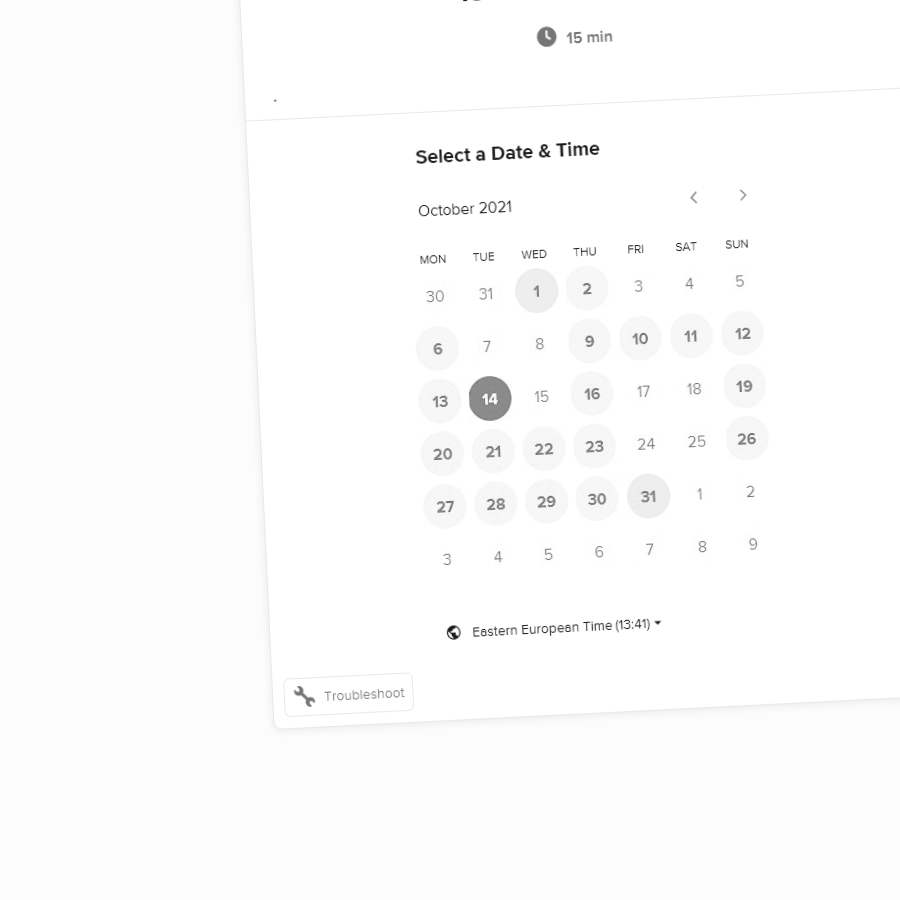 15 min
Select a Date & Time
October 2021
MON TUE WED THU FRI SAT SUN
30 31 1 2 3 4 5
6 7 8 9 10 11 12
13 14 15 16 17 18 19
20 21 22 23 24 25 26
27 28 29 30 31 1 2
3 4 5 6 7 8 9
Eastern European Time (13:41)
Troubleshoot